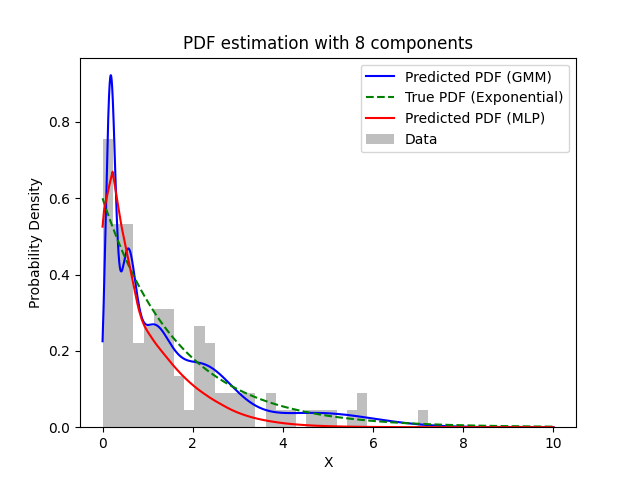 PDF estimation with 8 components
Predicted PDF (GMM)
True PDF (Exponential)
Predicted PDF (MLP)
Data
Probability Density
0.8
0.6
0.4
0.2
0.0
0 2 4 6 8 10
X